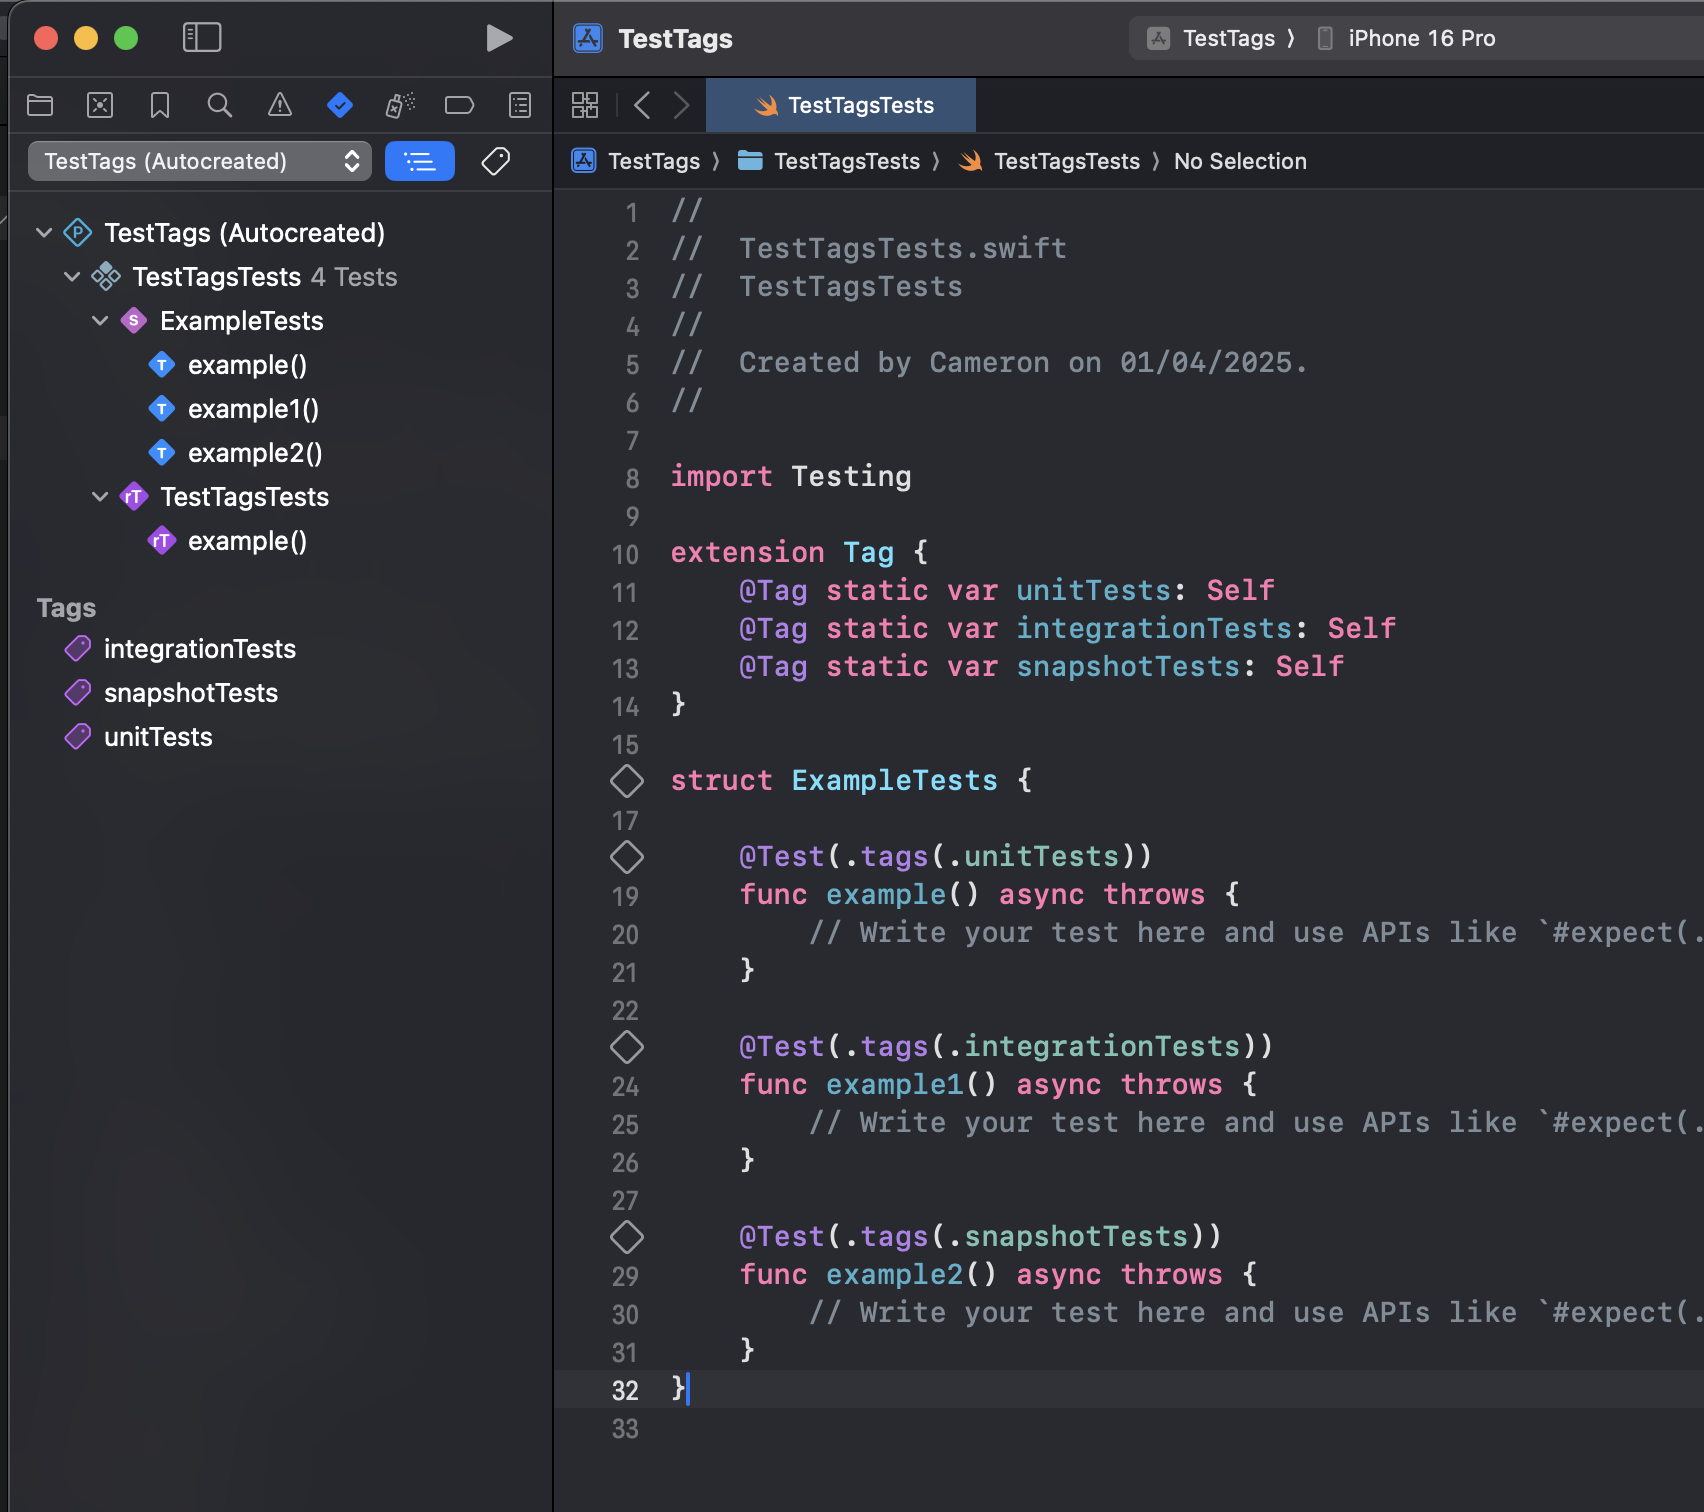 TestTags
TestTags ⟩ iPhone 16 Pro
TestTagsTests
TestTags (Autocreated)
TestTags ⟩ TestTagsTests ⟩ TestTagsTests ⟩ No Selection
P TestTags (Autocreated)
TestTagsTests 4 Tests
S ExampleTests
T example()
T example1()
T example2()
rT TestTagsTests
rT example()
Tags
integrationTests
snapshotTests
unitTests
1 //
2 //  TestTagsTests.swift
3 //  TestTagsTests
4 //
5 //  Created by Cameron on 01/04/2025.
6 //
7
8 import Testing
9
10 extension Tag {
11     @Tag static var unitTests: Self
12     @Tag static var integrationTests: Self
13     @Tag static var snapshotTests: Self
14 }
15
struct ExampleTests {
17
    @Test(.tags(.unitTests))
19     func example() async throws {
20         // Write your test here and use APIs like `#expect(.
21     }
22
    @Test(.tags(.integrationTests))
24     func example1() async throws {
25         // Write your test here and use APIs like `#expect(.
26     }
27
    @Test(.tags(.snapshotTests))
29     func example2() async throws {
30         // Write your test here and use APIs like `#expect(.
31     }
32 }
33